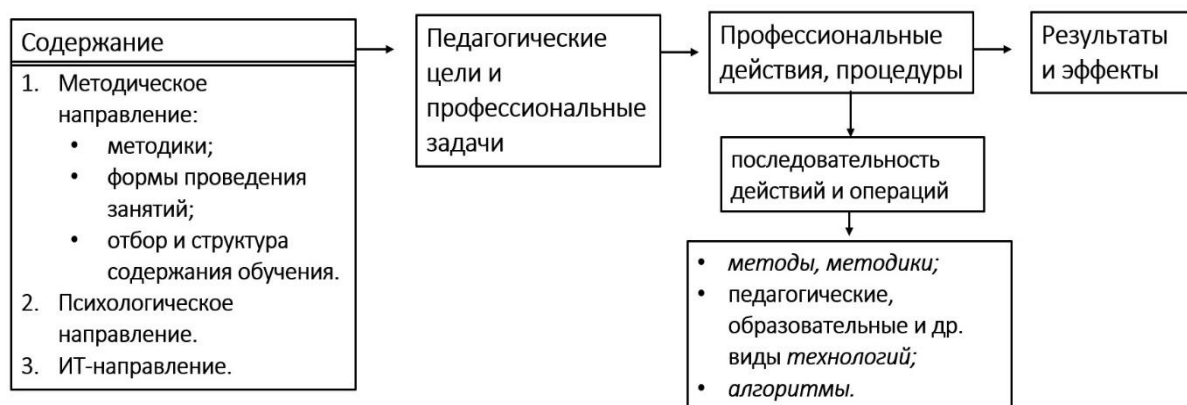 Содержание
1. Методическое
направление:
• методики;
• формы проведения
занятий;
• отбор и структура
содержания обучения.
2. Психологическое
направление.
3. ИТ-направление.
Педагогические
цели и
профессиональные
задачи
Профессиональные
действия, процедуры
последовательность
действий и операций
• методы, методики;
• педагогические,
образовательные и др.
виды технологий;
• алгоритмы.
Результаты
и эффекты